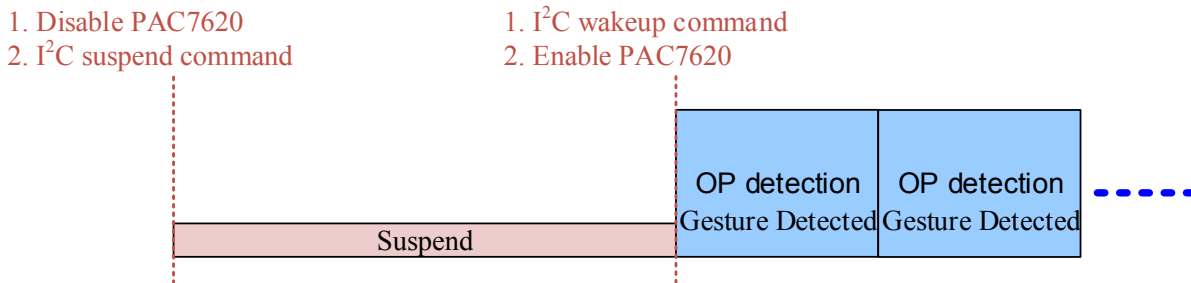 1. Disable PAC7620
2. I²C suspend command
1. I²C wakeup command
2. Enable PAC7620
OP detection
Gesture Detected
OP detection
Gesture Detected
Suspend